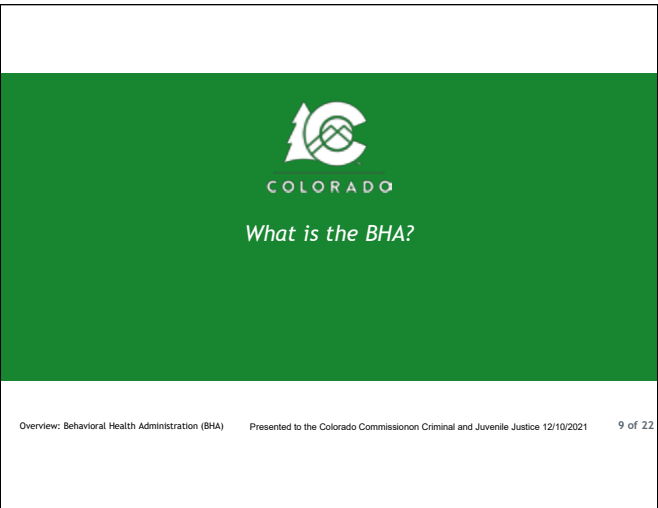 COLORADO
What is the BHA?
Overview: Behavioral Health Administration (BHA) Presented to the Colorado Commissionon Criminal and Juvenile Justice 12/10/2021 9 of 22